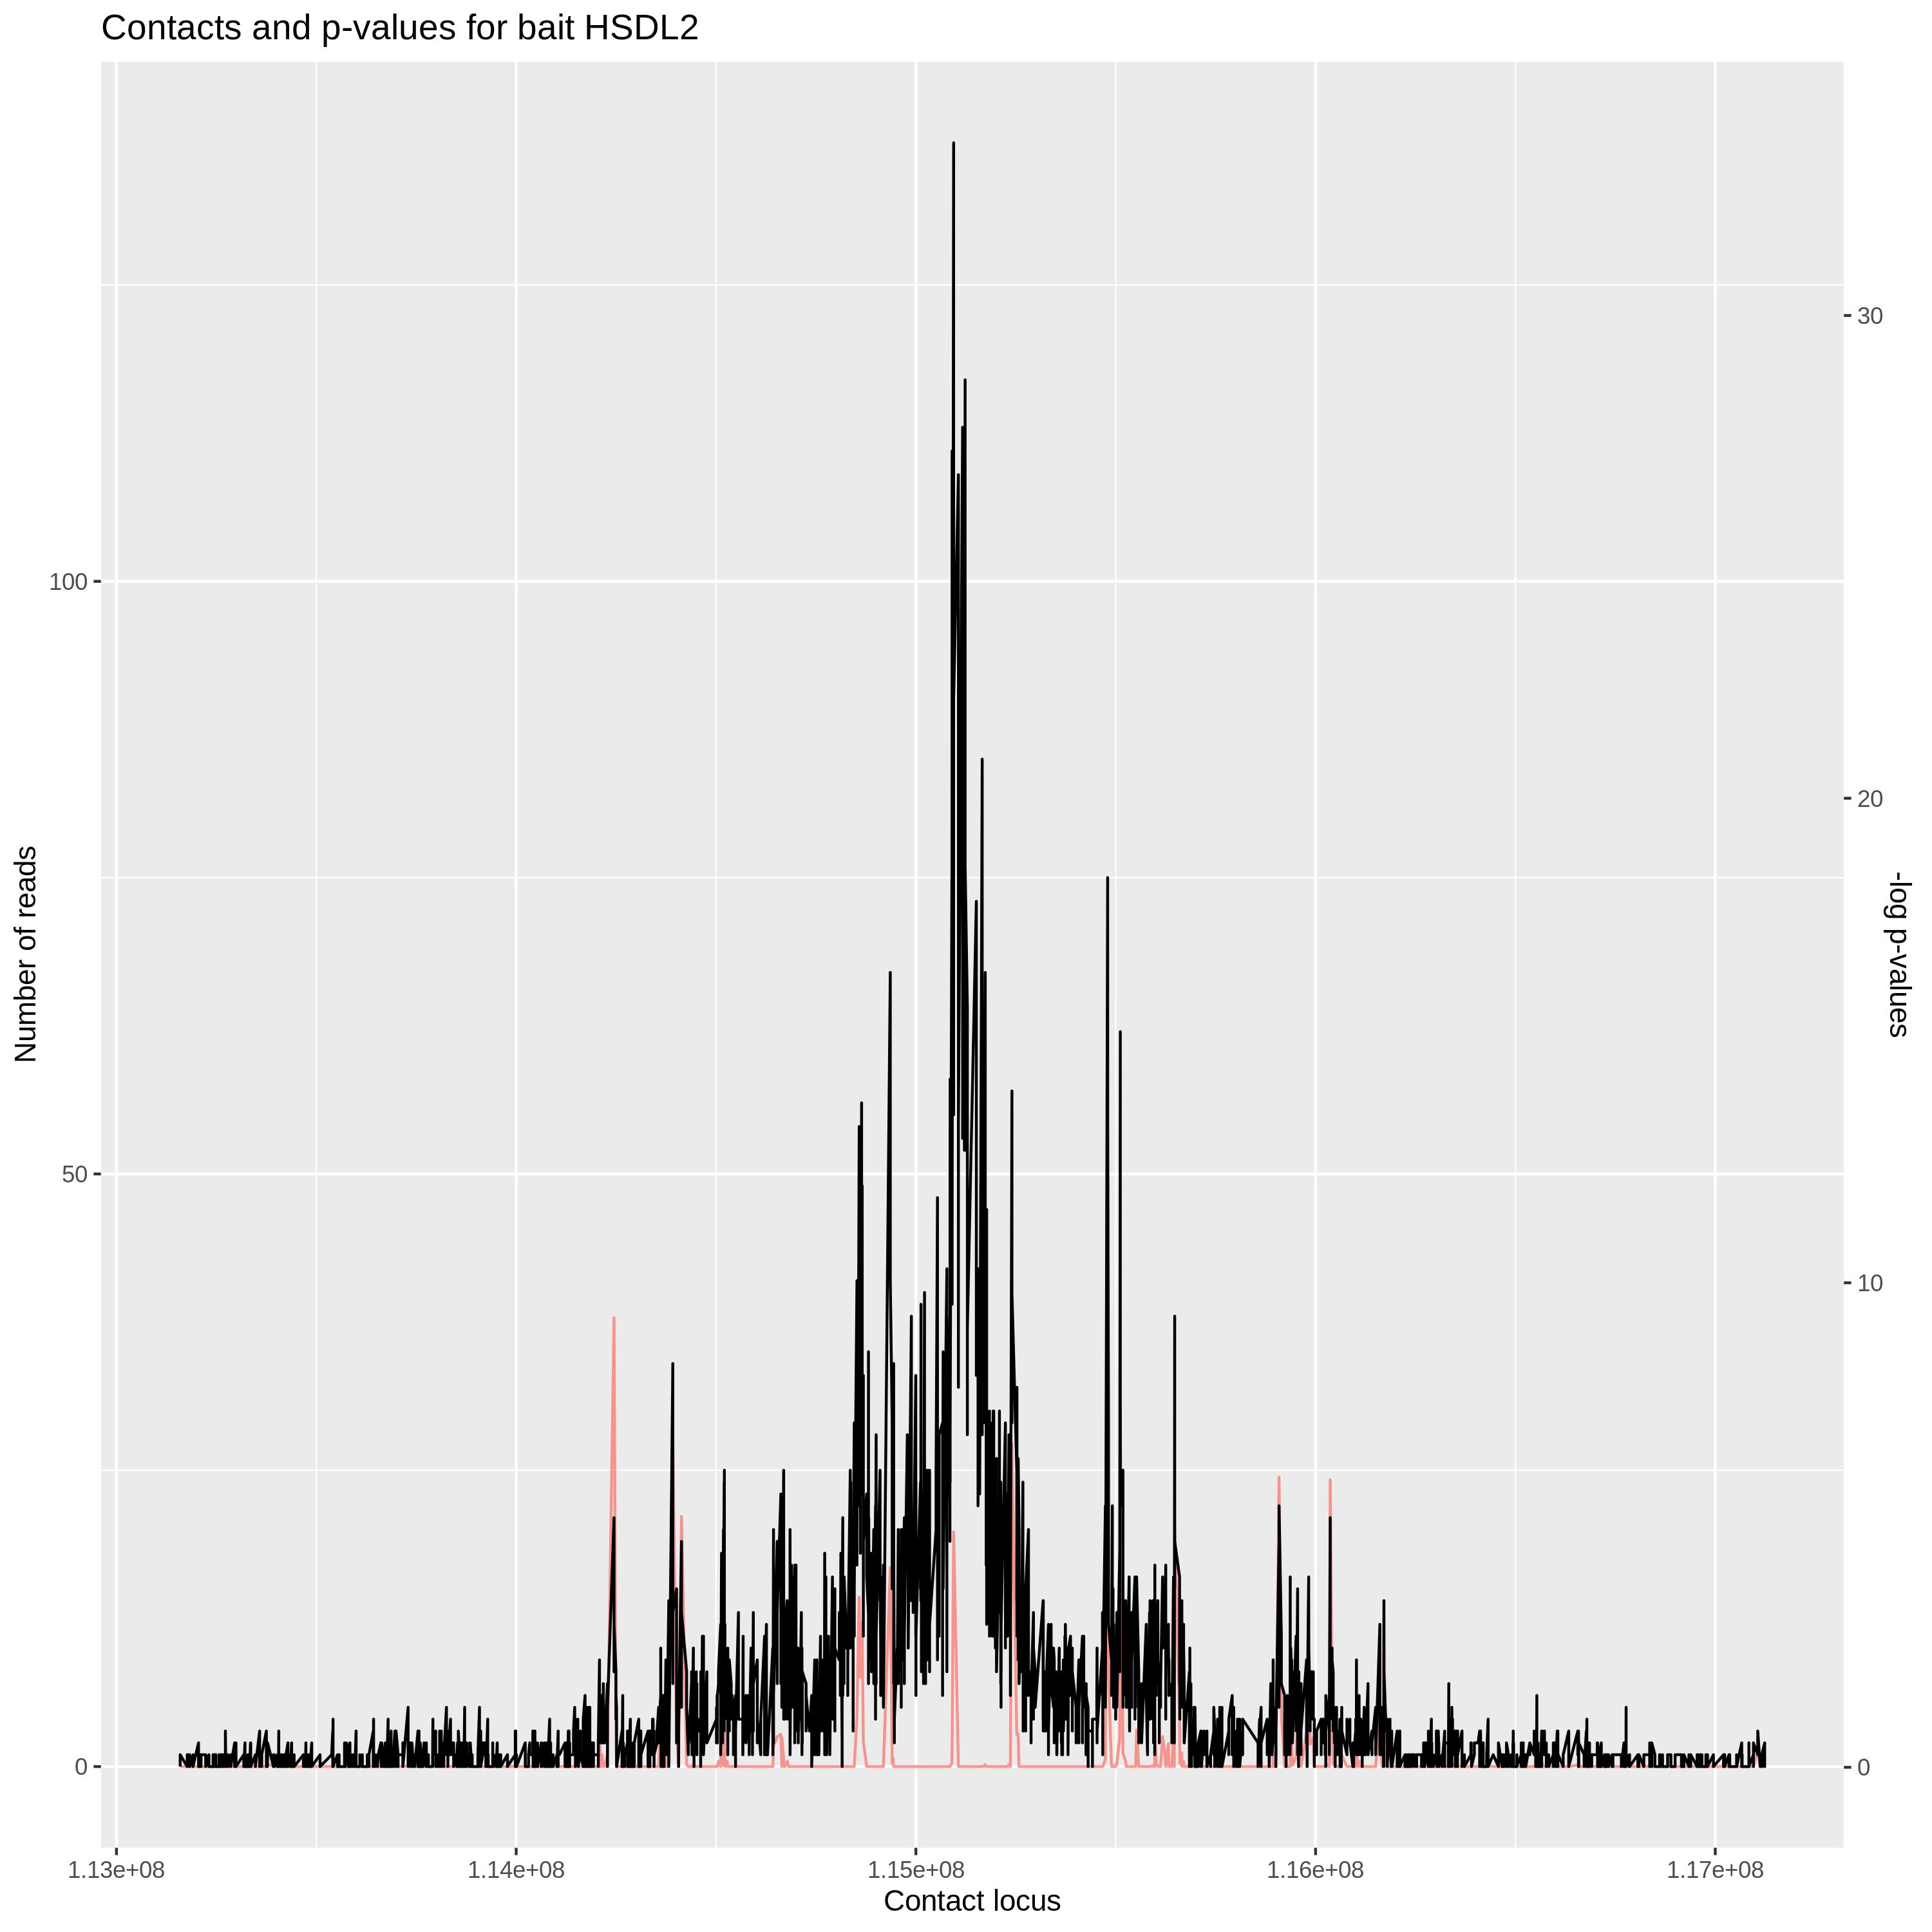 Contacts and p-values for bait HSDL2
Number of reads
100
50
0
30
20
10
0
-log p-values
1.13e+08
1.14e+08
1.15e+08
1.16e+08
1.17e+08
Contact locus